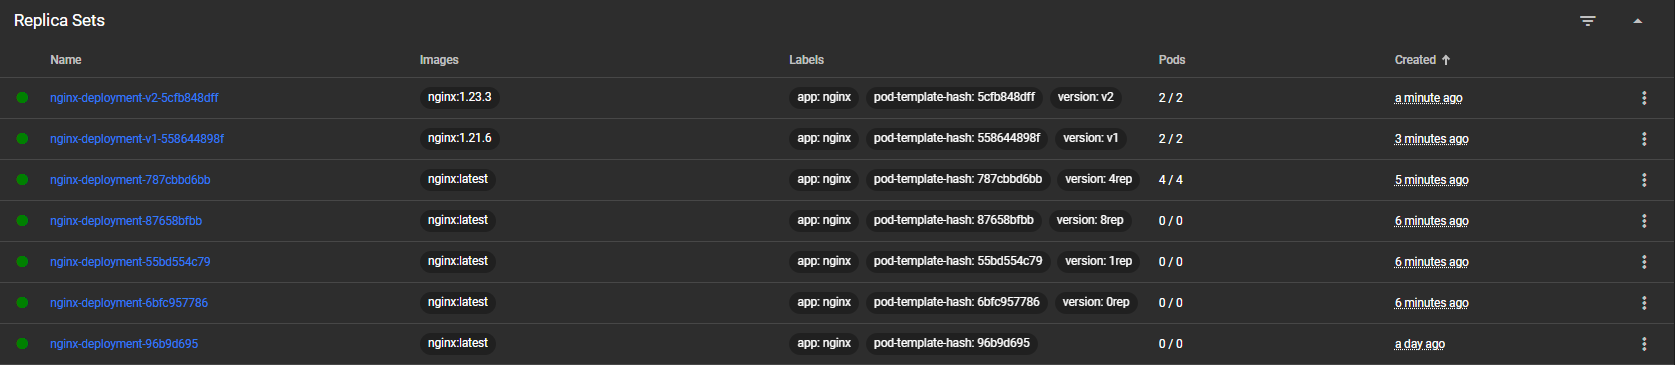 Replica Sets
Name Images Labels Pods Created
nginx-deployment-v2-5cfb848dff nginx:1.23.3 app: nginx pod-template-hash: 5cfb848dff version: v2 2 / 2 a minute ago
nginx-deployment-v1-558644898f nginx:1.21.6 app: nginx pod-template-hash: 558644898f version: v1 2 / 2 3 minutes ago
nginx-deployment-787cbbd6bb nginx:latest app: nginx pod-template-hash: 787cbbd6bb version: 4rep 4 / 4 5 minutes ago
nginx-deployment-87658bfbb nginx:latest app: nginx pod-template-hash: 87658bfbb version: 8rep 0 / 0 6 minutes ago
nginx-deployment-55bd554c79 nginx:latest app: nginx pod-template-hash: 55bd554c79 version: 1rep 0 / 0 6 minutes ago
nginx-deployment-6bfc957786 nginx:latest app: nginx pod-template-hash: 6bfc957786 version: 0rep 0 / 0 6 minutes ago
nginx-deployment-96b9d695 nginx:latest app: nginx pod-template-hash: 96b9d695 0 / 0 a day ago